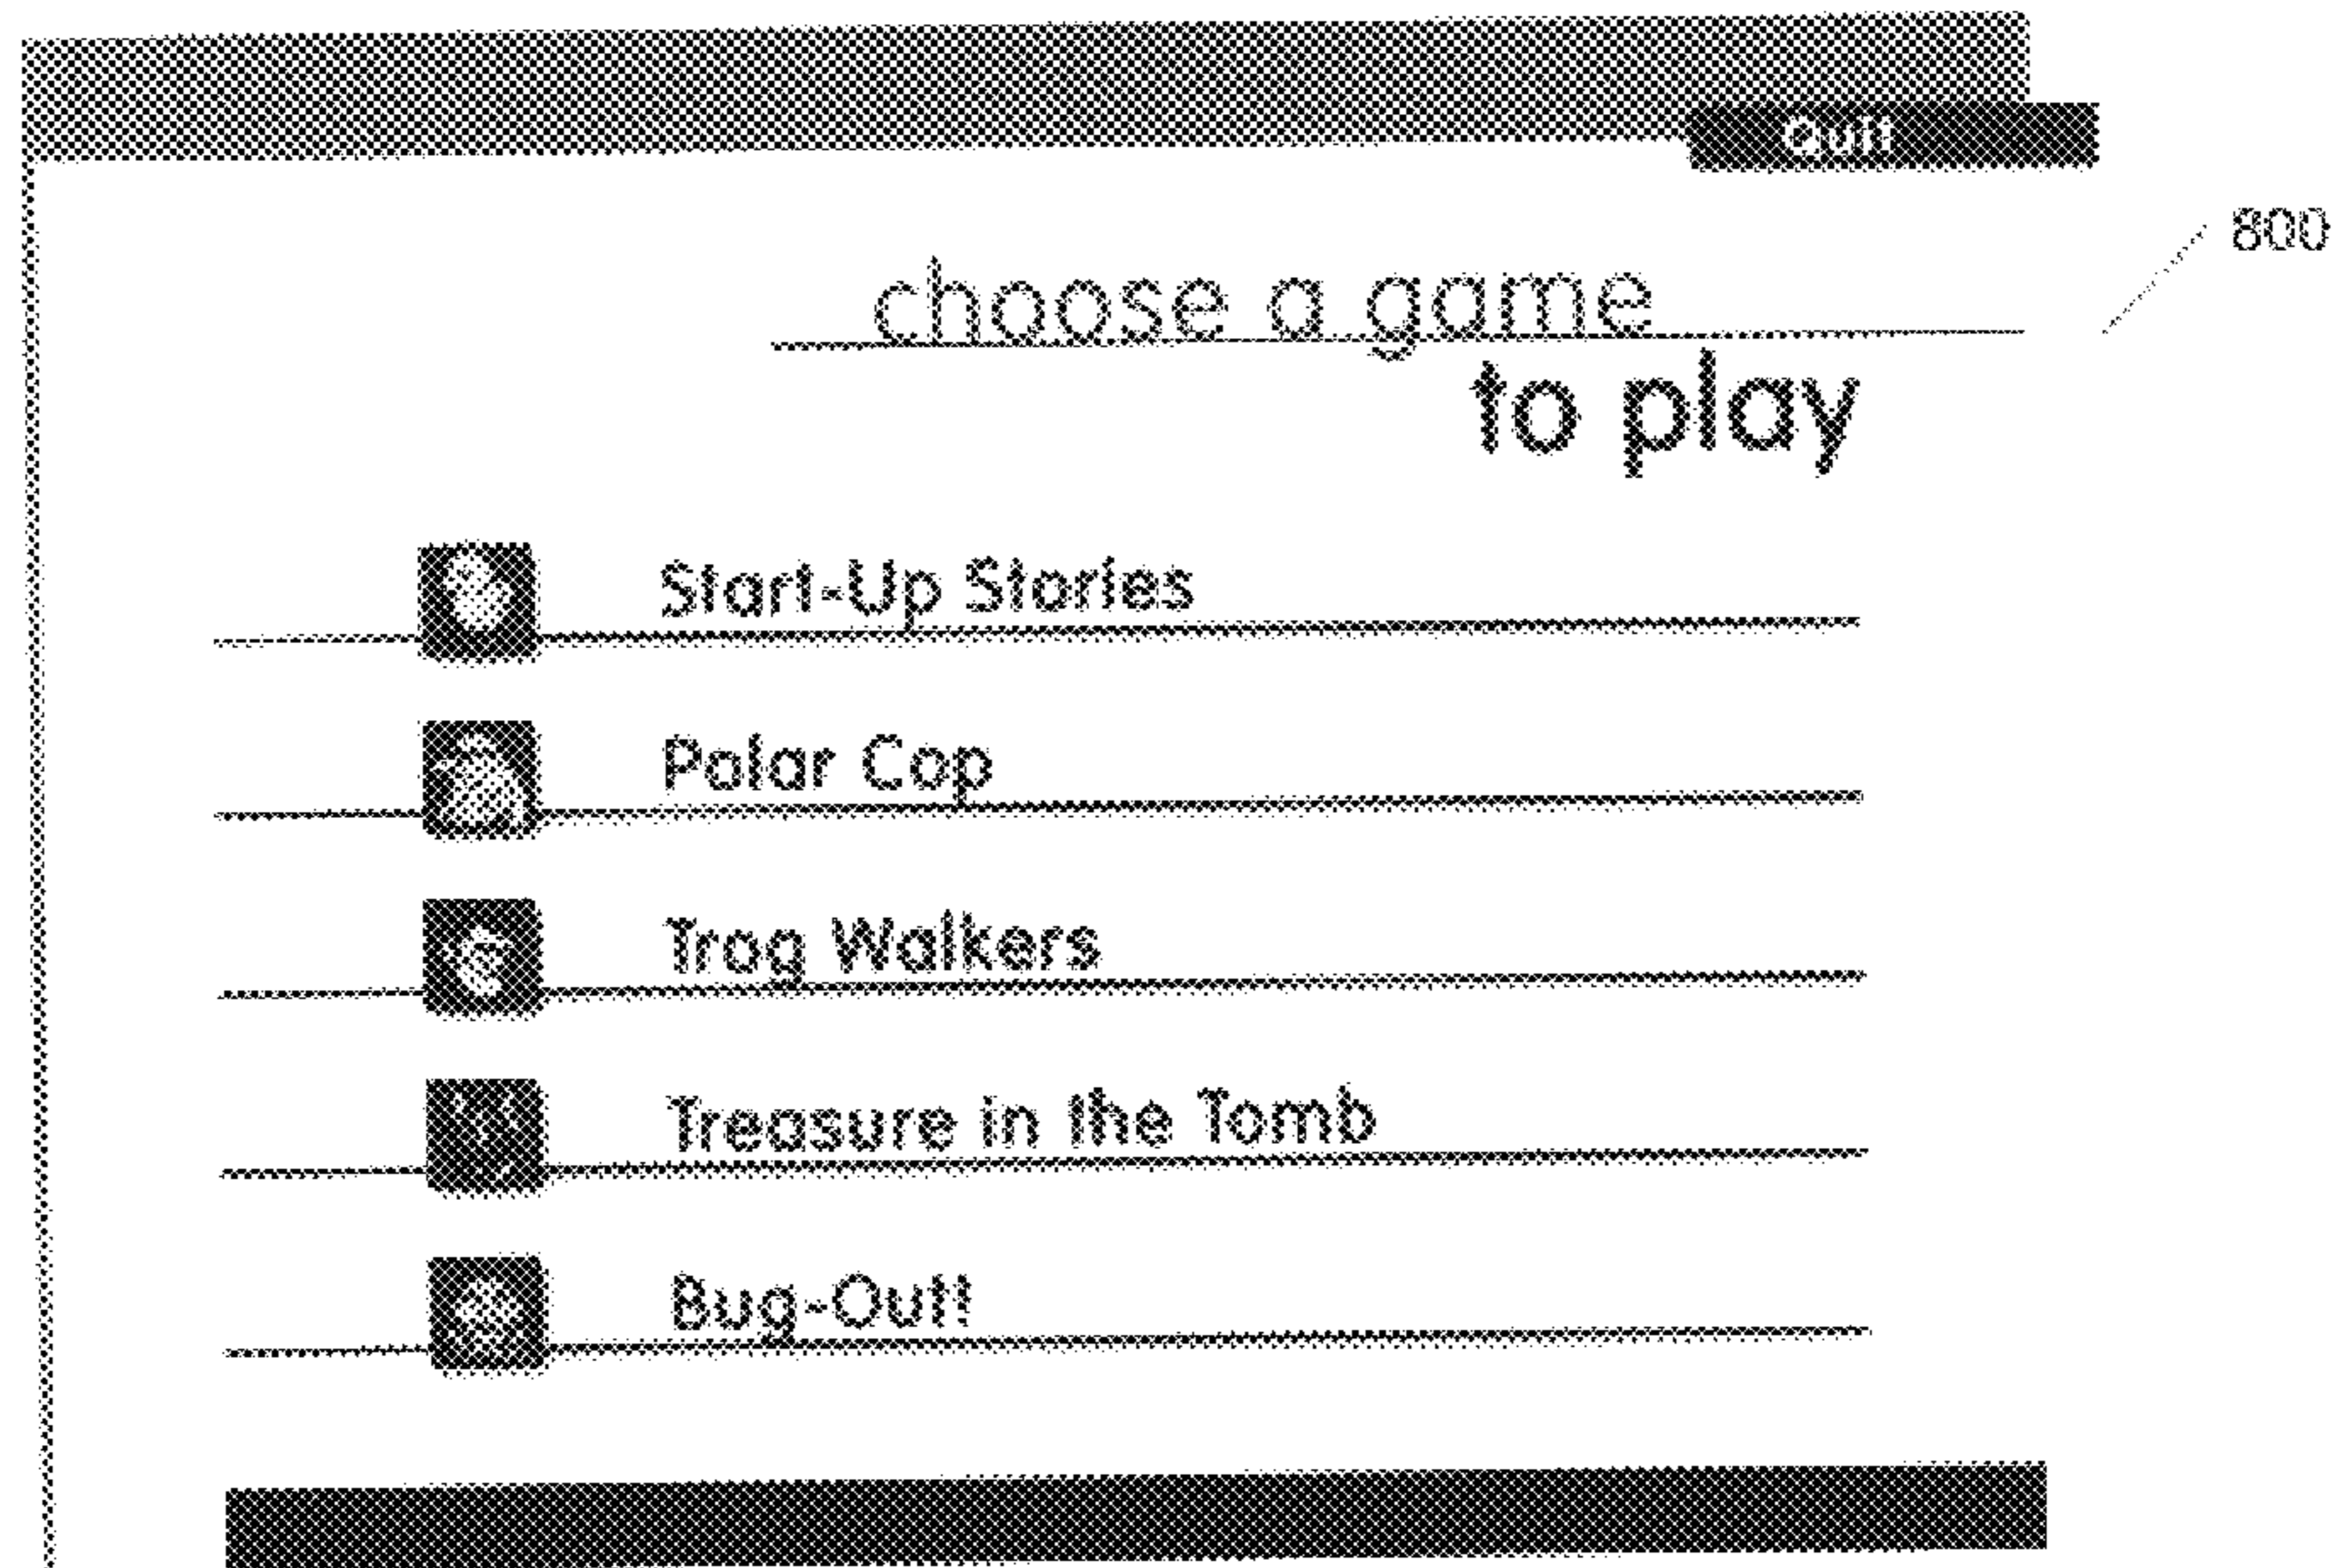 Quit
800
choose a game
to play
Start-Up Stories
Polar Cop
Trog Walkers
Treasure in the Tomb
Bug-Out!